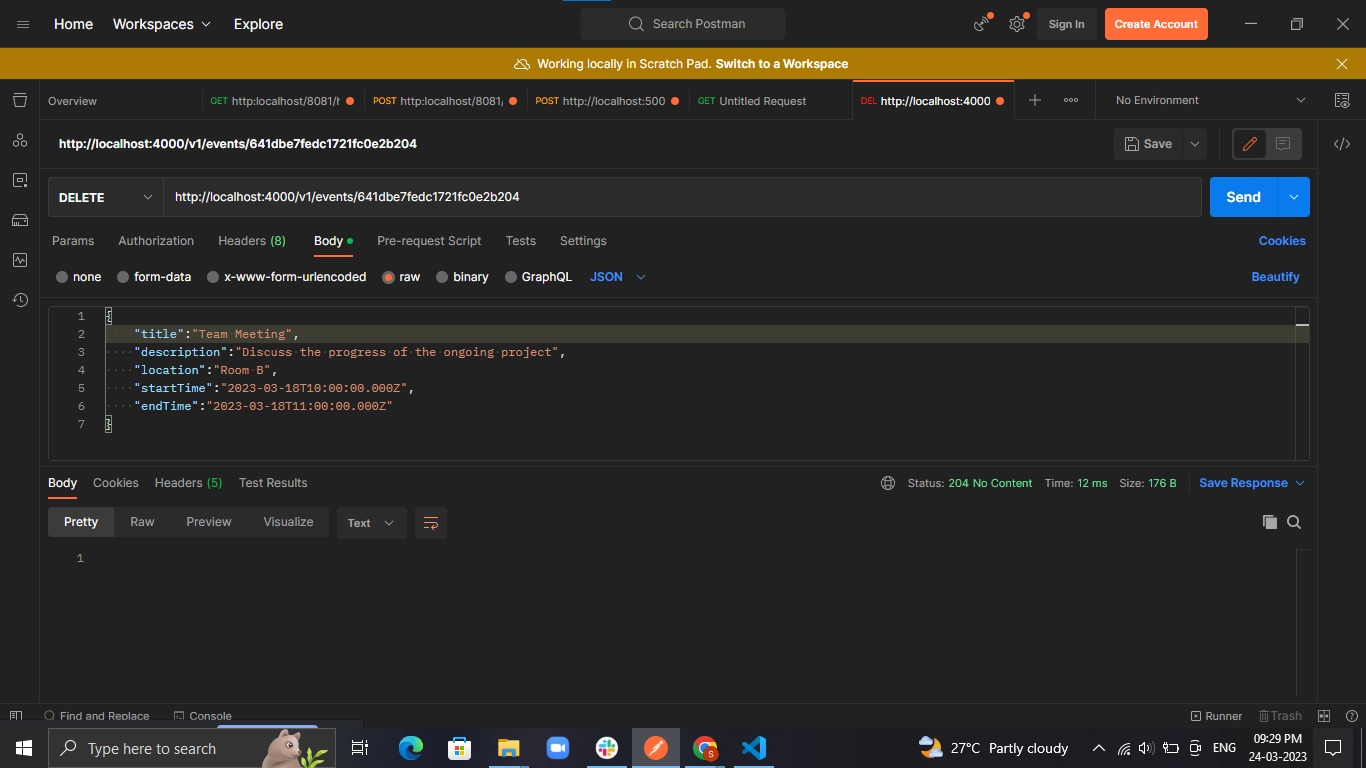 Home Workspaces Explore Search Postman Sign In Create Account
Working locally in Scratch Pad. Switch to a Workspace
Overview GET http:localhost/8081/ POST http:localhost/8081/ POST http://localhost:500 GET Untitled Request DEL http://localhost:4000 No Environment
http://localhost:4000/v1/events/641dbe7fedc1721fc0e2b204 Save
DELETE http://localhost:4000/v1/events/641dbe7fedc1721fc0e2b204 Send
Params Authorization Headers (8) Body Pre-request Script Tests Settings Cookies
none form-data x-www-form-urlencoded raw binary GraphQL JSON Beautify
1 {
2 "title":"Team Meeting",
3 "description":"Discuss the progress of the ongoing project",
4 "location":"Room B",
5 "startTime":"2023-03-18T10:00:00.000Z",
6 "endTime":"2023-03-18T11:00:00.000Z"
7 }
Body Cookies Headers (5) Test Results Status: 204 No Content Time: 12 ms Size: 176 B Save Response
Pretty Raw Preview Visualize Text
1
Find and Replace Console Runner Trash
Type here to search 27°C Partly cloudy ENG 09:29 PM
24-03-2023